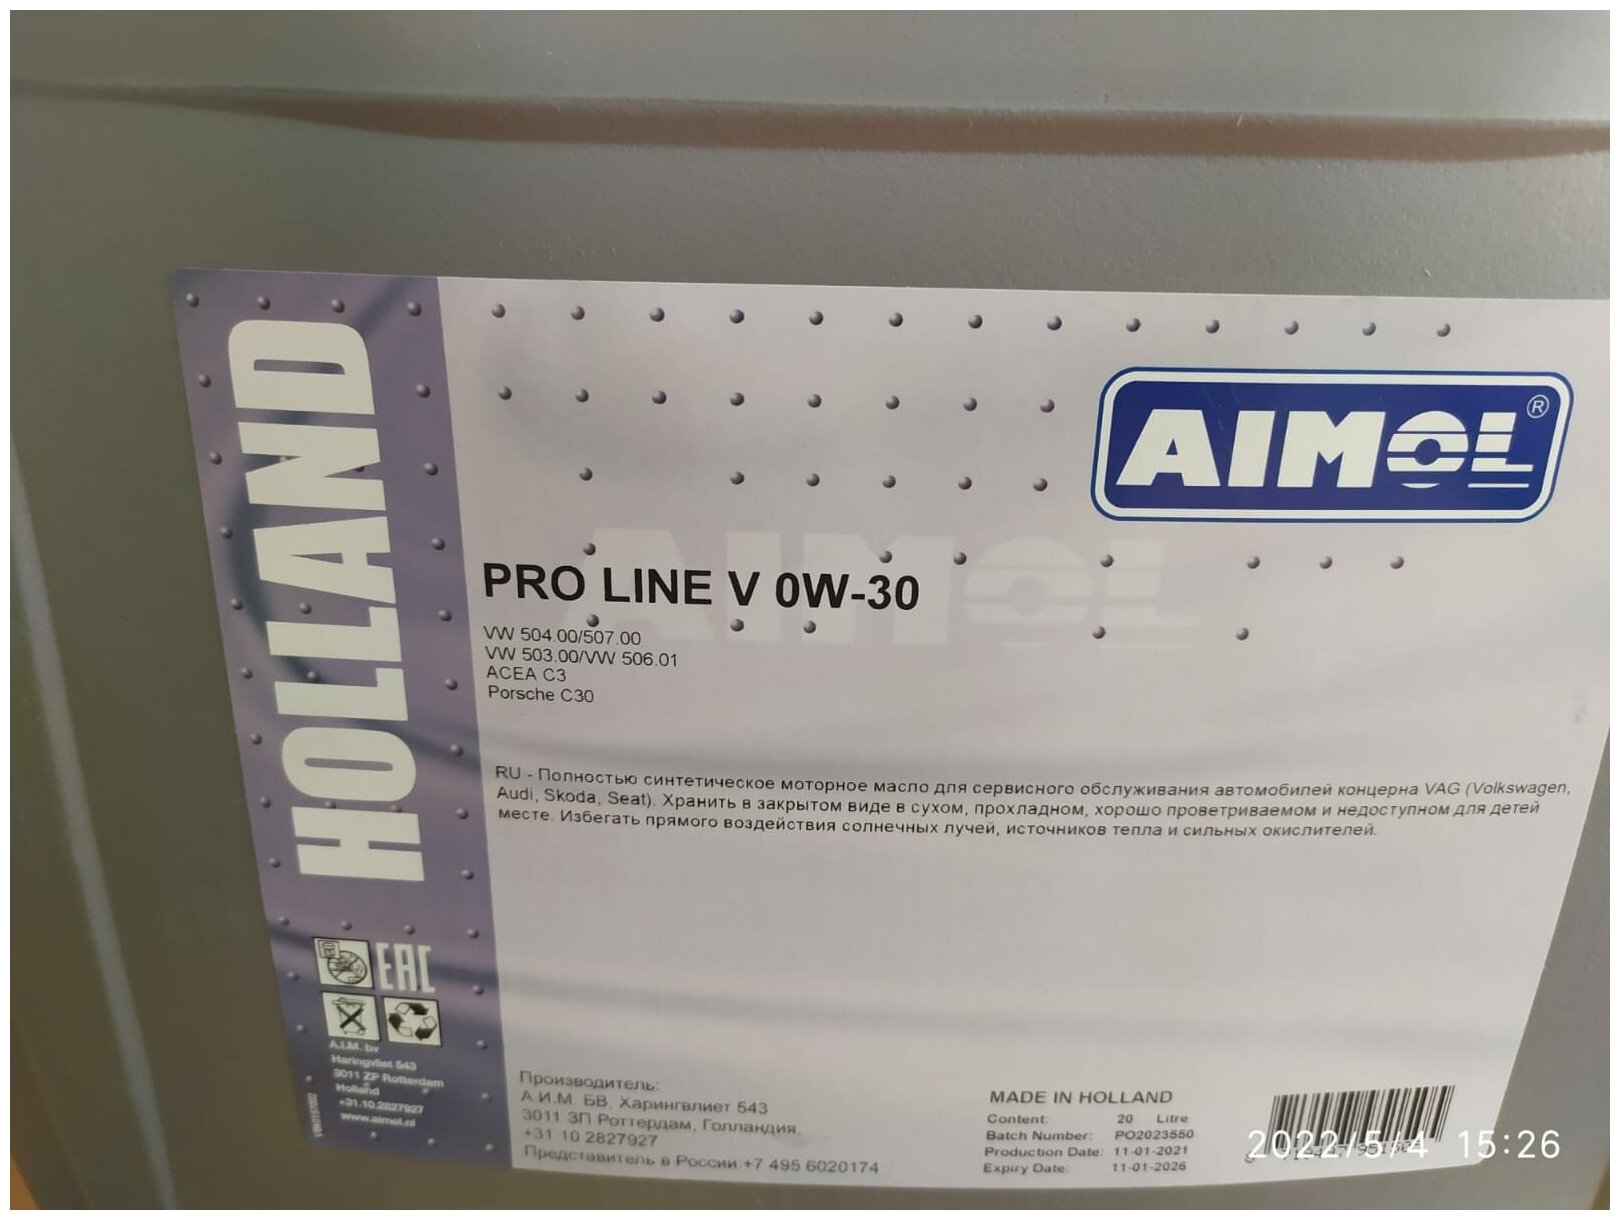 HOLLAND
AIMOL®
PRO LINE V 0W-30
VW 504.00/507.00
VW 503.00/VW 506.01
ACEA C3
Porsche C30
RU - Полностью синтетическое моторное масло для сервисного обслуживания автомобилей концерна VAG (Volkswagen,
Audi, Skoda, Seat). Хранить в закрытом виде в сухом, прохладном, хорошо проветриваемом и недоступном для детей
месте. Избегать прямого воздействия солнечных лучей, источников тепла и сильных окислителей.
EAC
A.I.M. bv
Haringvliet 543
3011 ZP Rotterdam
Holland
+31.10.2827927
www.aimol.nl
Производитель:
А.И.М. БВ, Харингвлиет 543
3011 ЗП Роттердам, Голландия,
+31 10 2827927
Представитель в России:+7 495 6020174
MADE IN HOLLAND
Content: 20 Litre
Batch Number: PO2023550
Production Date: 11-01-2021
Expiry Date: 11-01-2026
2022/5/4 15:26